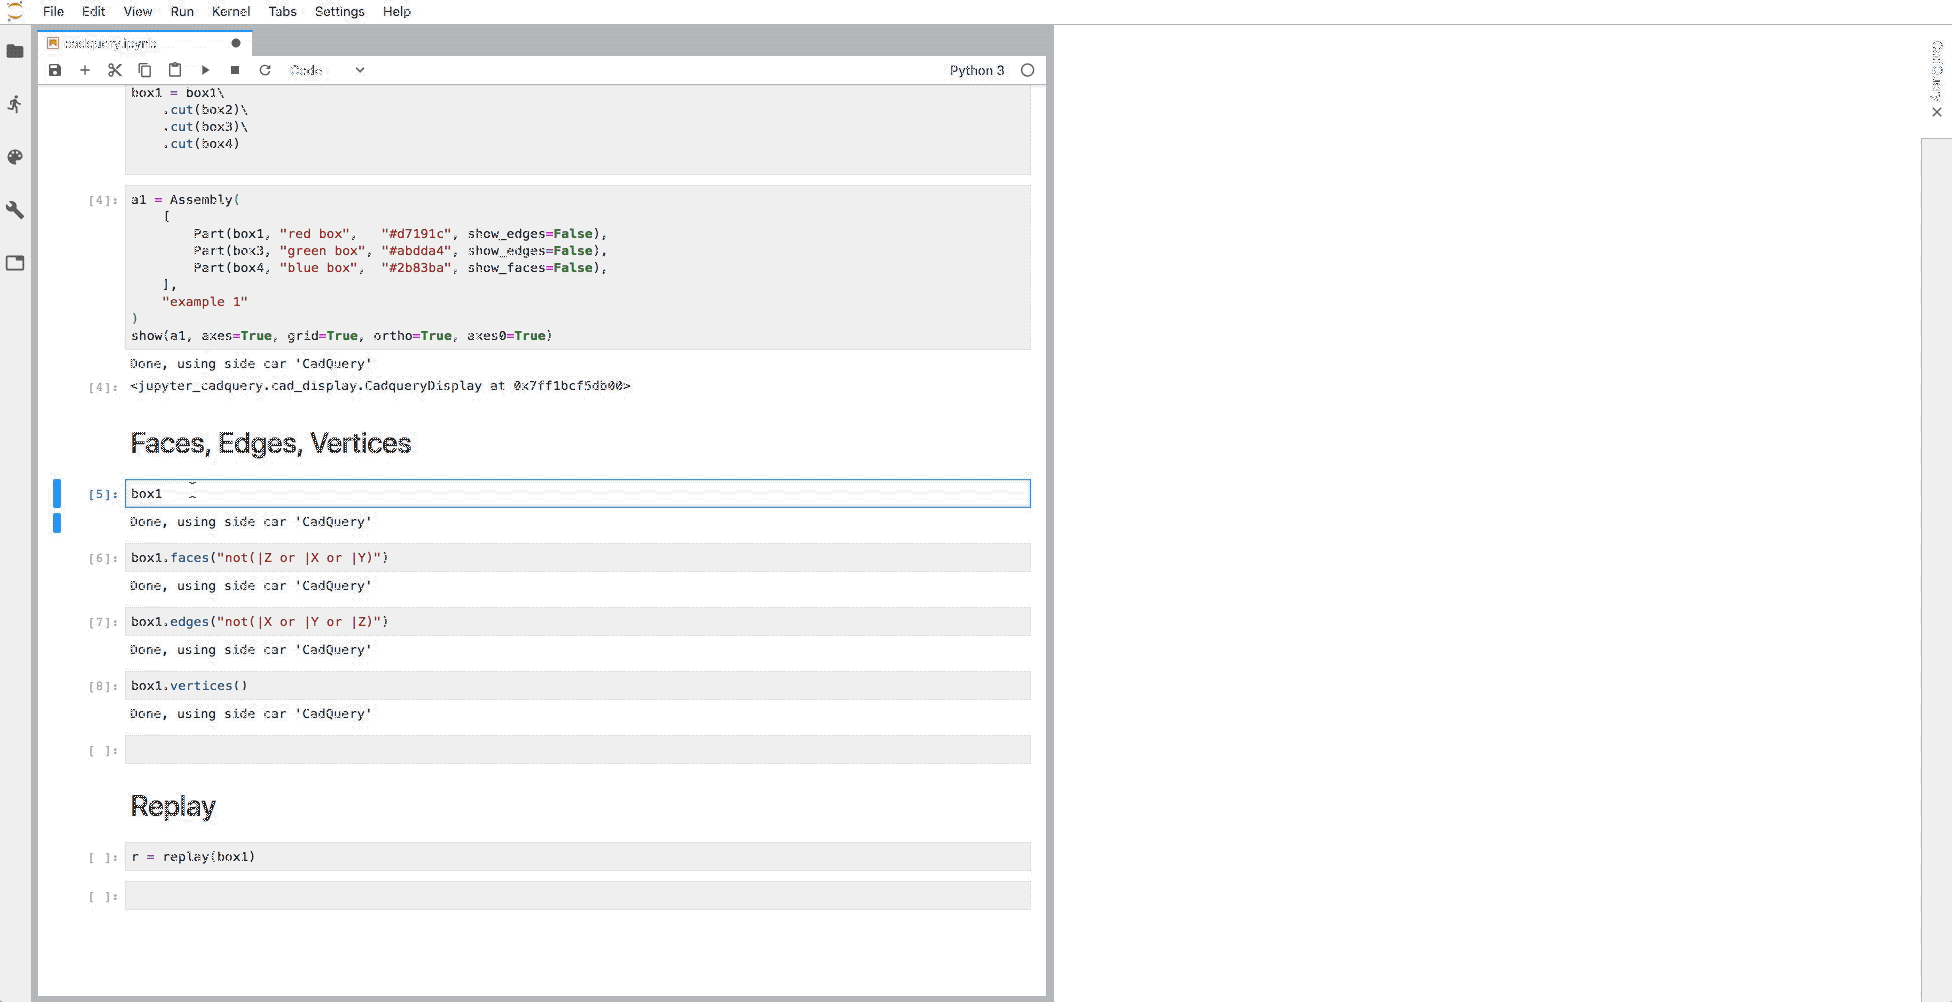 File Edit View Run Kernel Tabs Settings Help
cadquery.ipynb
Code
Python 3
CadQuery
box1 = box1\
.cut(box2)\
.cut(box3)\
.cut(box4)
[4]: a1 = Assembly(
[
Part(box1, "red box", "#d7191c", show_edges=False),
Part(box3, "green box", "#abdda4", show_edges=False),
Part(box4, "blue box", "#2b83ba", show_faces=False),
],
"example 1"
)
show(a1, axes=True, grid=True, ortho=True, axes0=True)
Done, using side car 'CadQuery'
[4]: <jupyter_cadquery.cad_display.CadqueryDisplay at 0x7ff1bcf5db00>
Faces, Edges, Vertices
[5]: box1
Done, using side car 'CadQuery'
[6]: box1.faces("not(|Z or |X or |Y)")
Done, using side car 'CadQuery'
[7]: box1.edges("not(|X or |Y or |Z)")
Done, using side car 'CadQuery'
[8]: box1.vertices()
Done, using side car 'CadQuery'
[ ]:
Replay
[ ]: r = replay(box1)
[ ]: